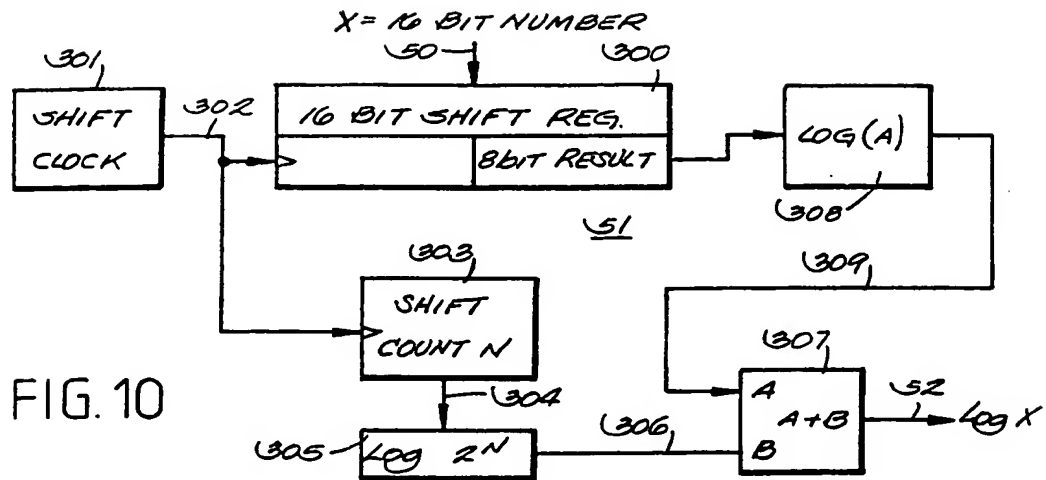 X = 16 BIT NUMBER
50
300
301
SHIFT
CLOCK
302
16 BIT SHIFT REG.
8bit RESULT
LOG (A)
308
51
303
SHIFT
COUNT N
309
304
307
A
A+B
B
52
LOG X
305
LOG 2^N
306
FIG. 10